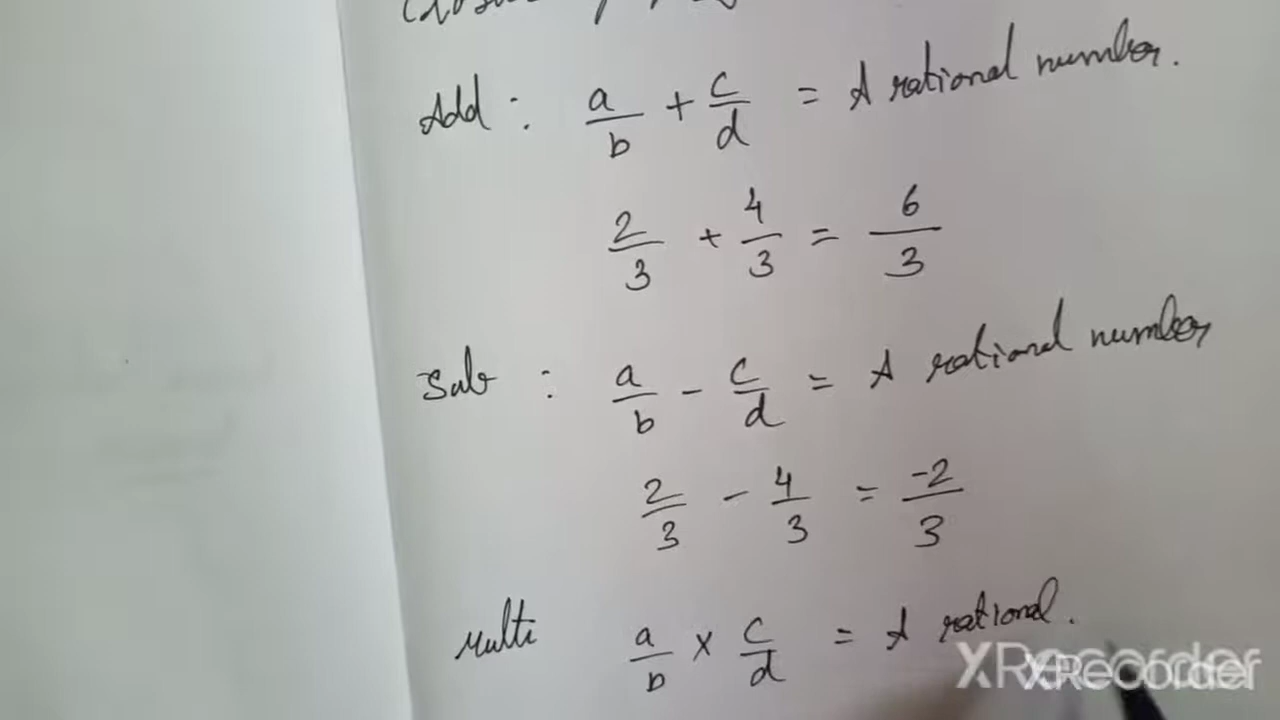 Add : a/b + c/d = A rational number.
2/3 + 4/3 = 6/3
Sub : a/b - c/d = A rational number
2/3 - 4/3 = -2/3
Multi a/b x c/d = A rational.
XRecorder
XRecorder